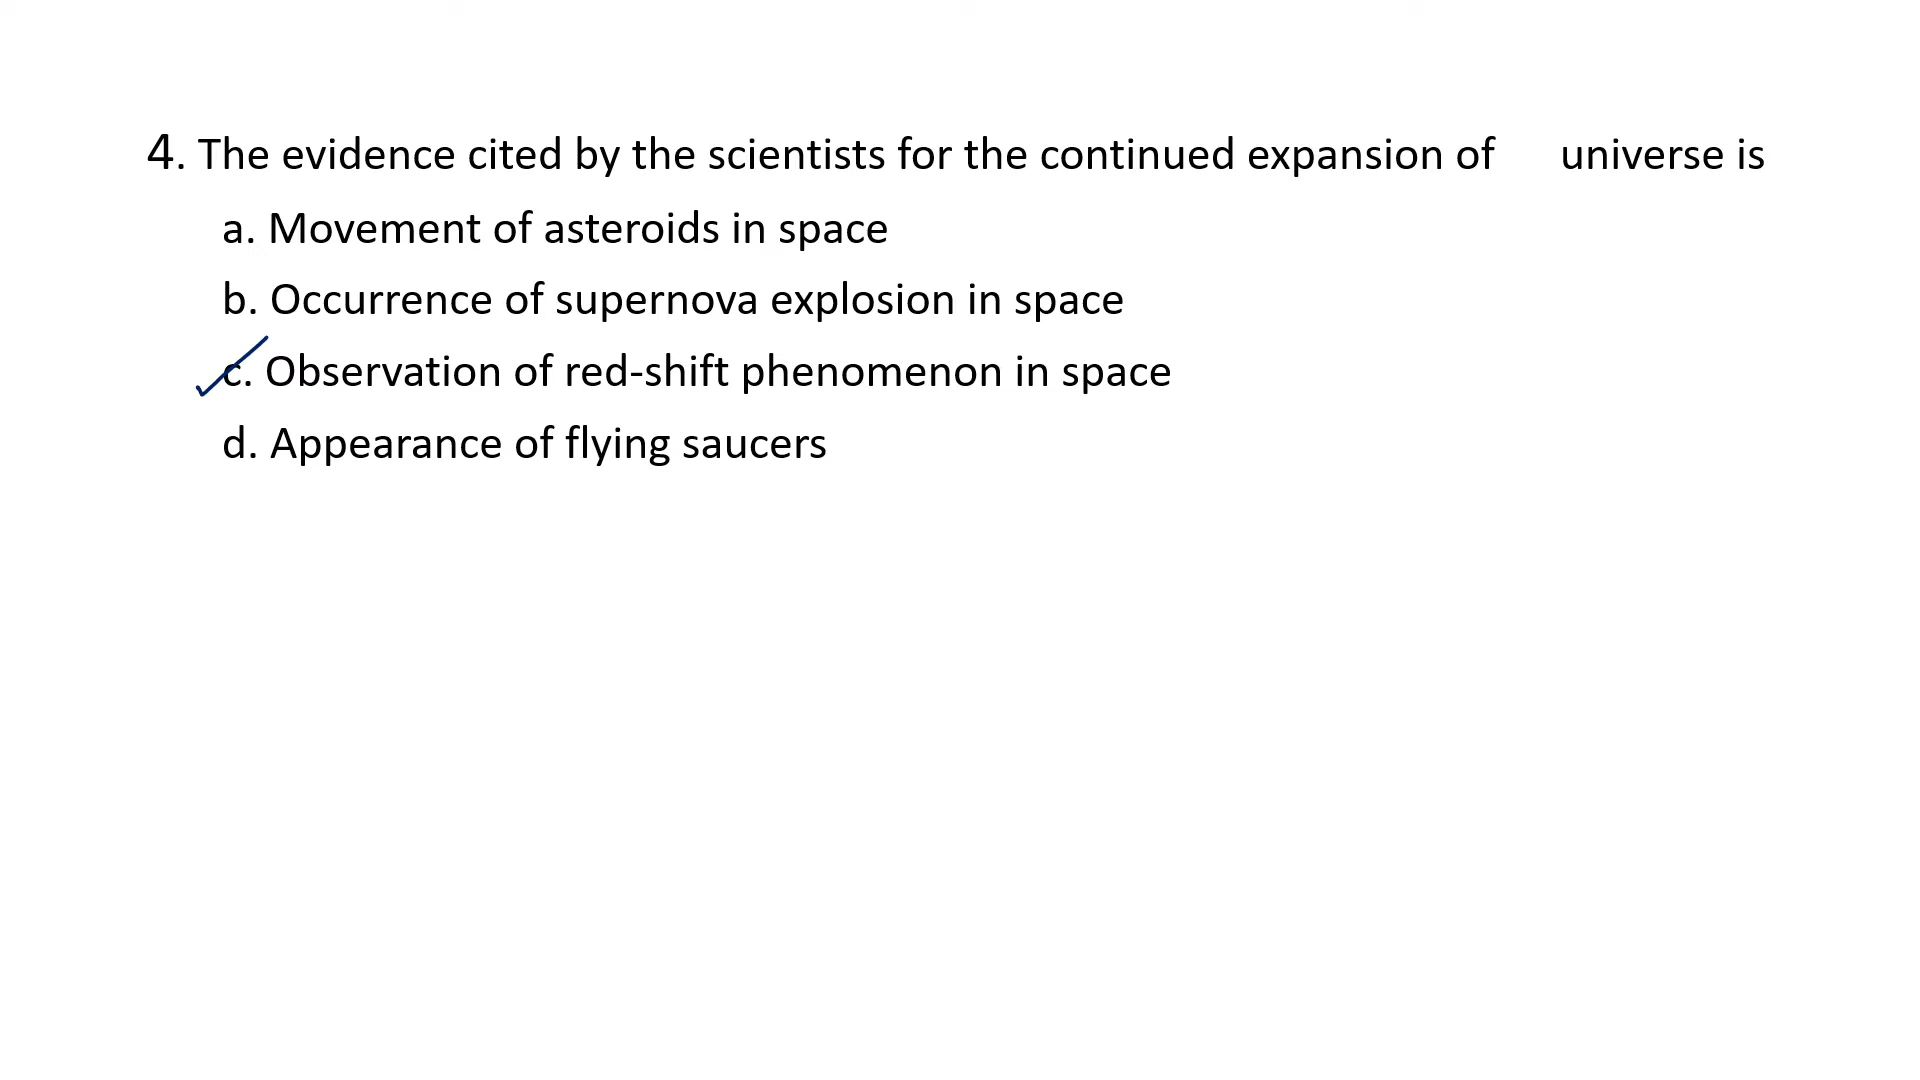 4. The evidence cited by the scientists for the continued expansion of universe is
a. Movement of asteroids in space
b. Occurrence of supernova explosion in space
c. Observation of red-shift phenomenon in space
d. Appearance of flying saucers